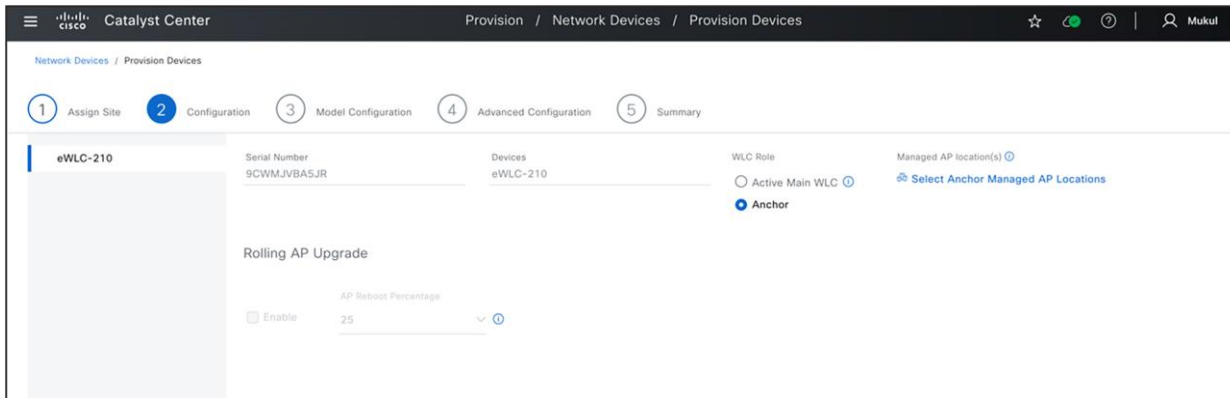 cisco Catalyst Center Provision / Network Devices / Provision Devices Mukul
Network Devices / Provision Devices
1 Assign Site 2 Configuration 3 Model Configuration 4 Advanced Configuration 5 Summary
eWLC-210
Serial Number Devices WLC Role Managed AP location(s)
9CWMJVBA5JR eWLC-210 Active Main WLC Select Anchor Managed AP Locations
Anchor
Rolling AP Upgrade
AP Reboot Percentage
Enable 25